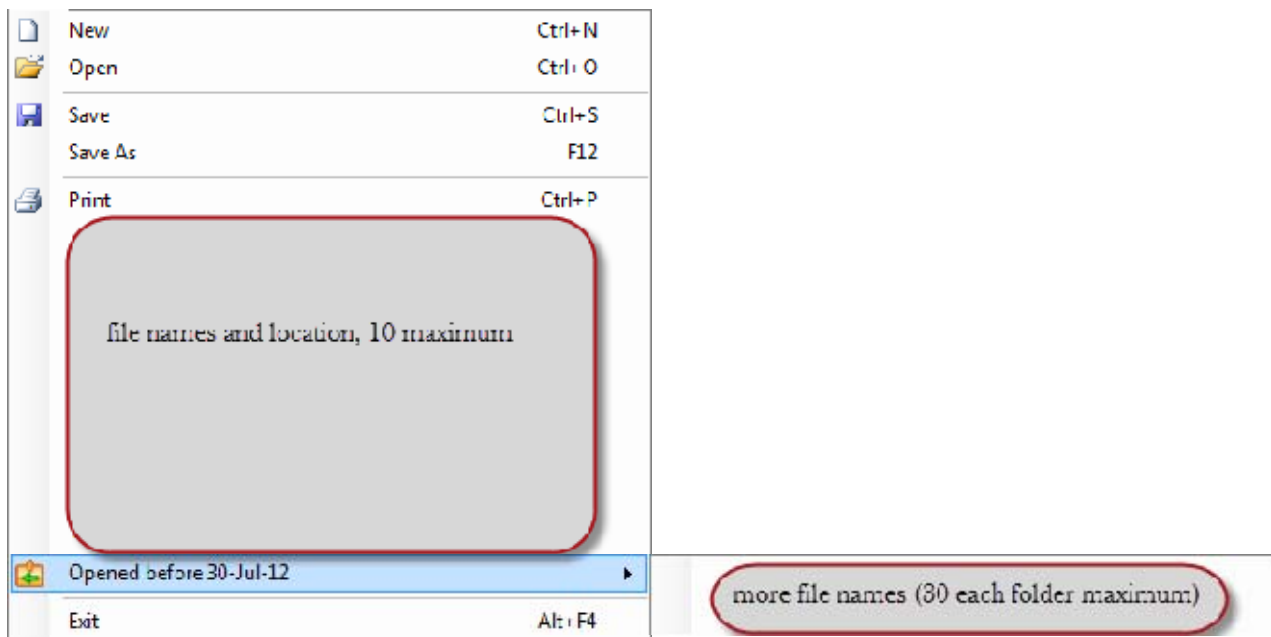 New Ctrl+N
Open Ctrl+O
Save Ctrl+S
Save As F12
Print Ctrl+P
file names and location, 10 maximum
Opened before 30-Jul-12
more file names (30 each folder maximum)
Exit Alt+F4